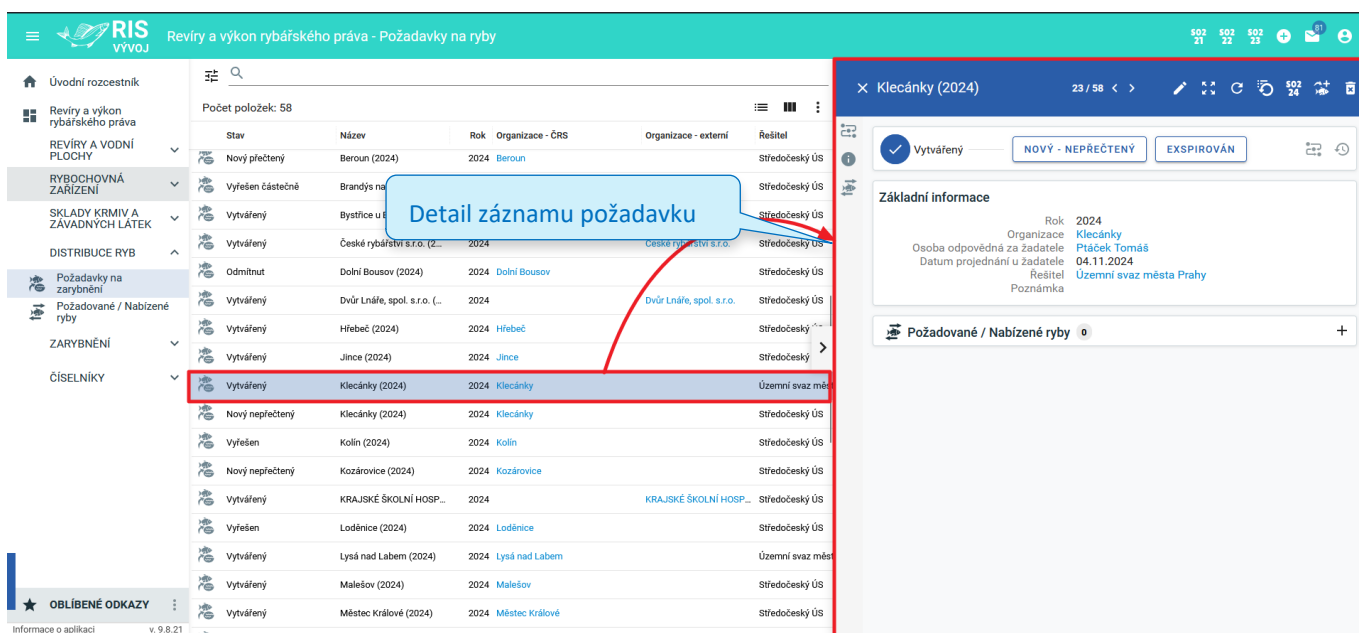 RIS
VÝVOJ
Revíry a výkon rybářského práva - Požadavky na ryby
S02 21
S02 22
S02 23
81
Úvodní rozcestník
Revíry a výkon
rybářského práva
REVÍRY A VODNÍ
PLOCHY
RYBOCHOVNÁ
ZAŘÍZENÍ
SKLADY KRMIV A
ZÁVADNÝCH LÁTEK
DISTRIBUCE RYB
Požadavky na
zarybnění
Požadované / Nabízené
ryby
ZARYBNĚNÍ
ČÍSELNÍKY
OBLÍBENÉ ODKAZY
Informace o aplikaci v. 9.8.21
Počet položek: 58
Stav Název Rok Organizace - ČRS Organizace - externí Řešitel
Nový přečtený Beroun (2024) 2024 Beroun Středočeský ÚS
Vyřešen částečně Brandýs na Středočeský ÚS
Vytvářený Bystřice u Středočeský ÚS
Vytvářený České rybářství s.r.o. (2... 2024 České rybářství s.r.o. Středočeský ÚS
Odmítnut Dolní Bousov (2024) 2024 Dolní Bousov Středočeský ÚS
Vytvářený Dvůr Lnáře, spol. s.r.o. (... 2024 Dvůr Lnáře, spol. s.r.o. Středočeský ÚS
Vytvářený Hřebeč (2024) 2024 Hřebeč Středočeský
Vytvářený Jince (2024) 2024 Jince Středočeský
Vytvářený Klecánky (2024) 2024 Klecánky Územní svaz měs
Nový nepřečtený Klecánky (2024) 2024 Klecánky Středočeský ÚS
Vyřešen Kolín (2024) 2024 Kolín Středočeský ÚS
Nový nepřečtený Kozárovice (2024) 2024 Kozárovice Středočeský ÚS
Vytvářený KRAJSKÉ ŠKOLNÍ HOSP... 2024 KRAJSKÉ ŠKOLNÍ HOSP... Středočeský ÚS
Vyřešen Loděnice (2024) 2024 Loděnice Středočeský ÚS
Vytvářený Lysá nad Labem (2024) 2024 Lysá nad Labem Územní svaz měst
Vytvářený Malešov (2024) 2024 Malešov Středočeský ÚS
Vytvářený Městec Králové (2024) 2024 Městec Králové Středočeský ÚS
Detail záznamu požadavku
Klecánky (2024) 23 / 58
S02 24
Vytvářený NOVÝ - NEPŘEČTENÝ EXSPIROVÁN
Základní informace
Rok 2024
Organizace Klecánky
Osoba odpovědná za žadatele Ptáček Tomáš
Datum projednání u žadatele 04.11.2024
Řešitel Územní svaz města Prahy
Poznámka
Požadované / Nabízené ryby 0